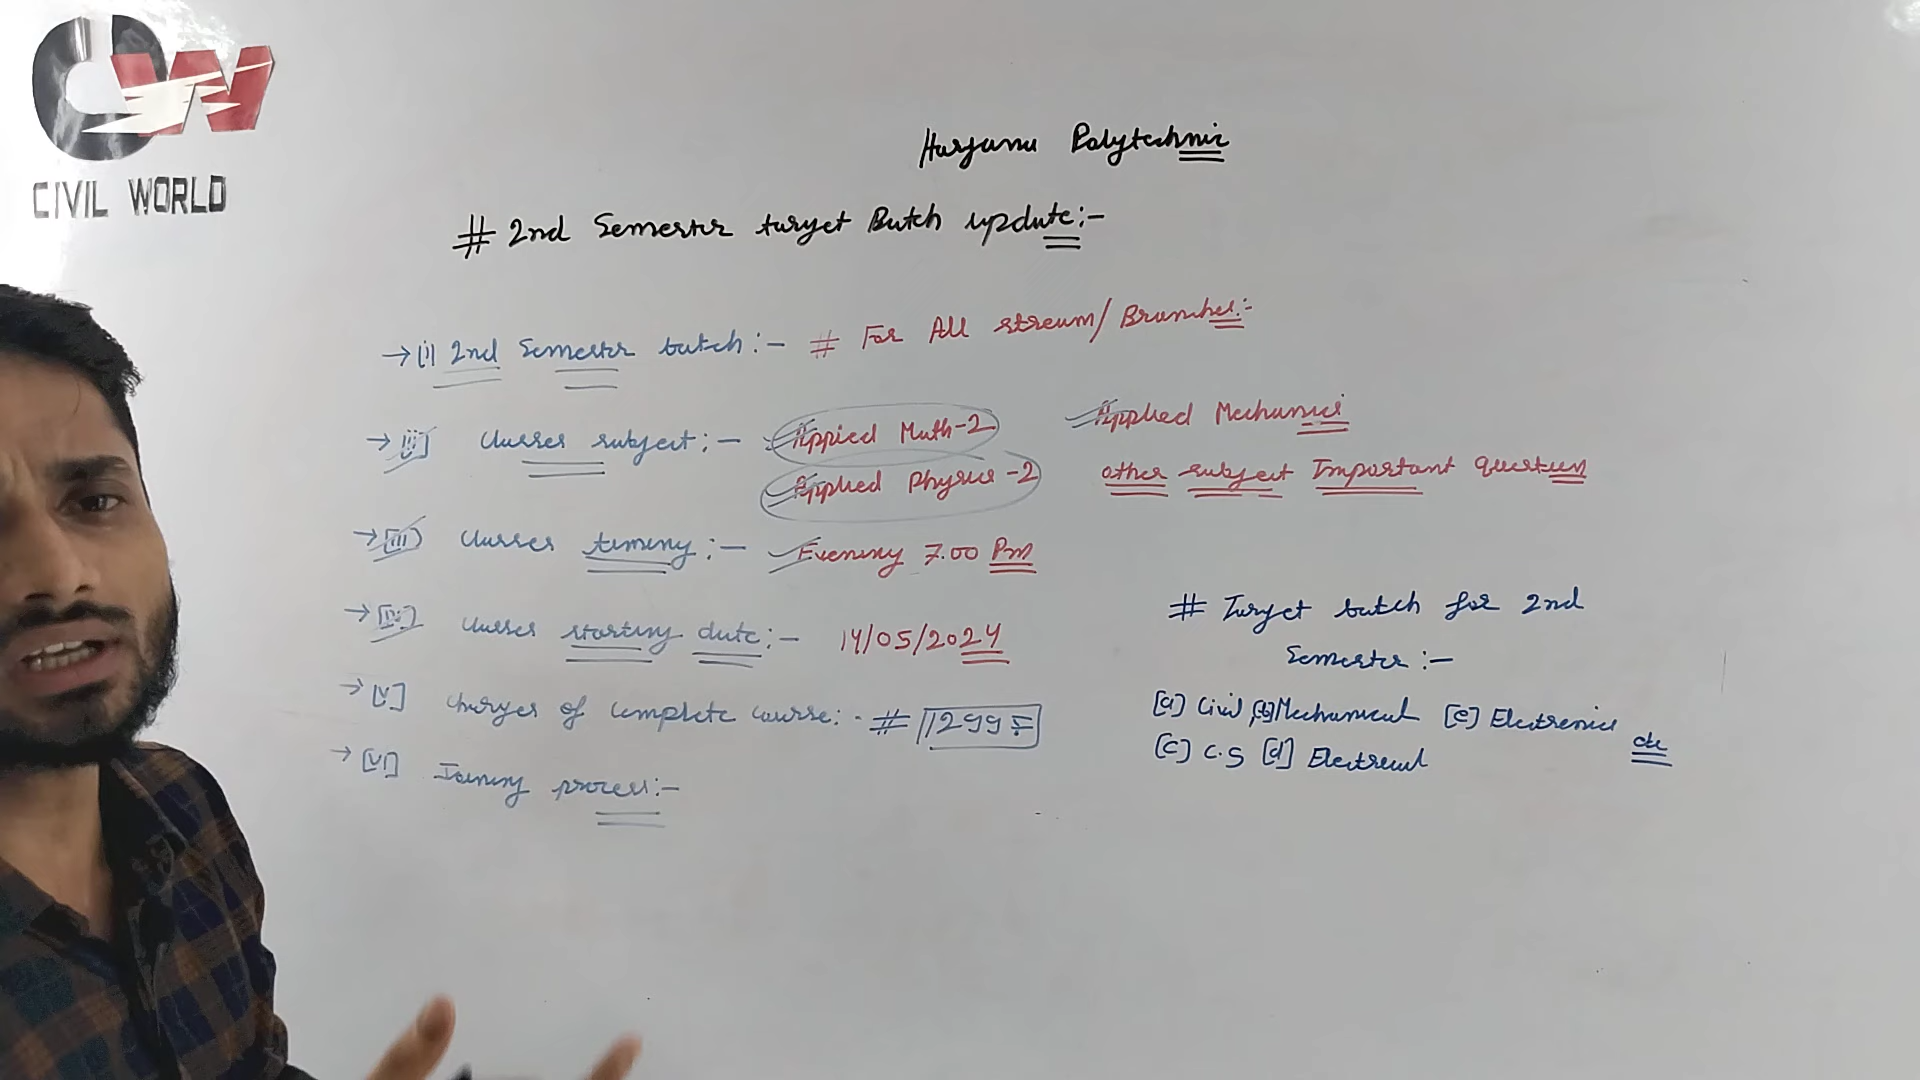 CW
CIVIL WORLD
Haryana Polytechnic
# 2nd Semester target Batch update:-
→ (i) 2nd Semester batch:- # For All stream/Branches:-
→ [ii] Classes subject:- Appied Math-2 Applied Mechanics
Applied Physics-2 other subject Important question
→ [iii] Classes timing:- Evening 7.00 Pm
→ [iv] Classes starting date:- 14/05/2024
→ [v] Charges of complete course:- # 1299₹
→ [vi] Joining process:-
# Target batch for 2nd
Semester:-
[a] Civil, [b] Mechanical [e] Electronics
[c] C.S [d] Electrical etc